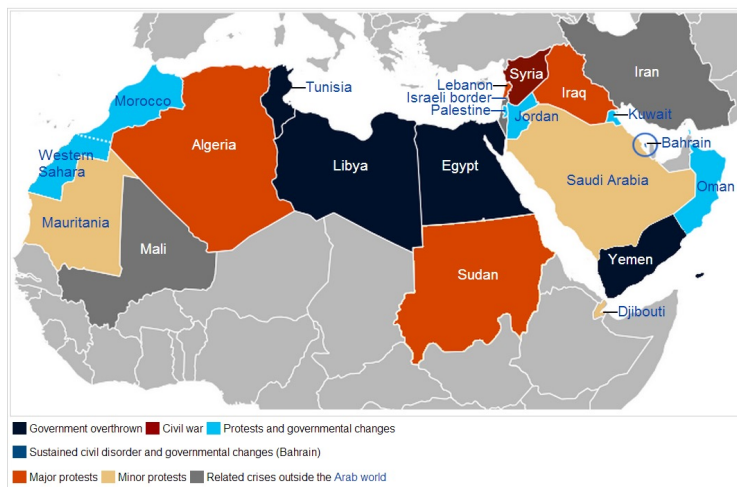 Tunisia
Morocco
Algeria
Western
Sahara
Libya
Egypt
Mauritania
Mali
Sudan
Lebanon
Israeli border
Palestine
Syria
Iraq
Iran
Jordan
Kuwait
Bahrain
Saudi Arabia
Oman
Yemen
Djibouti
Government overthrown Civil war Protests and governmental changes
Sustained civil disorder and governmental changes (Bahrain)
Major protests Minor protests Related crises outside the Arab world